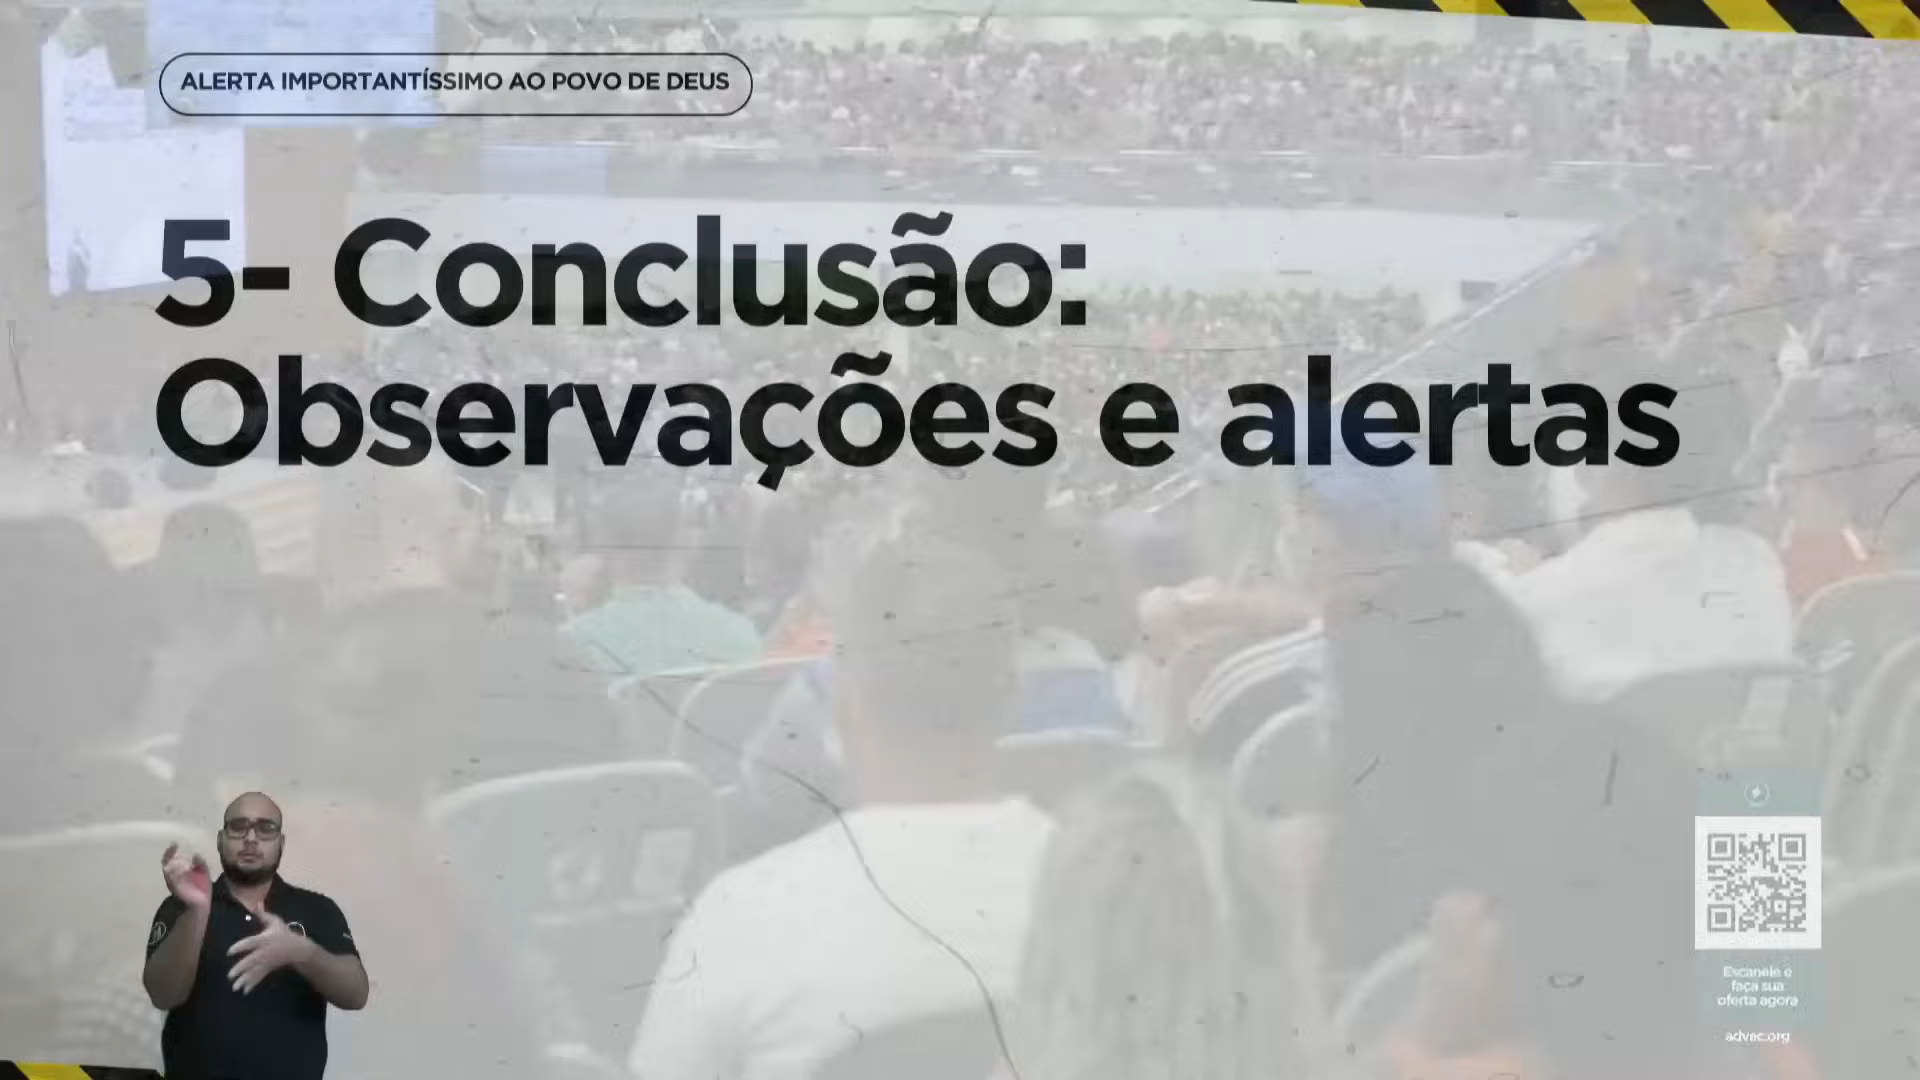 ALERTA IMPORTANTÍSSIMO AO POVO DE DEUS
5- Conclusão:
Observações e alertas
Escaneie e
faça sua
oferta agora
advec.org